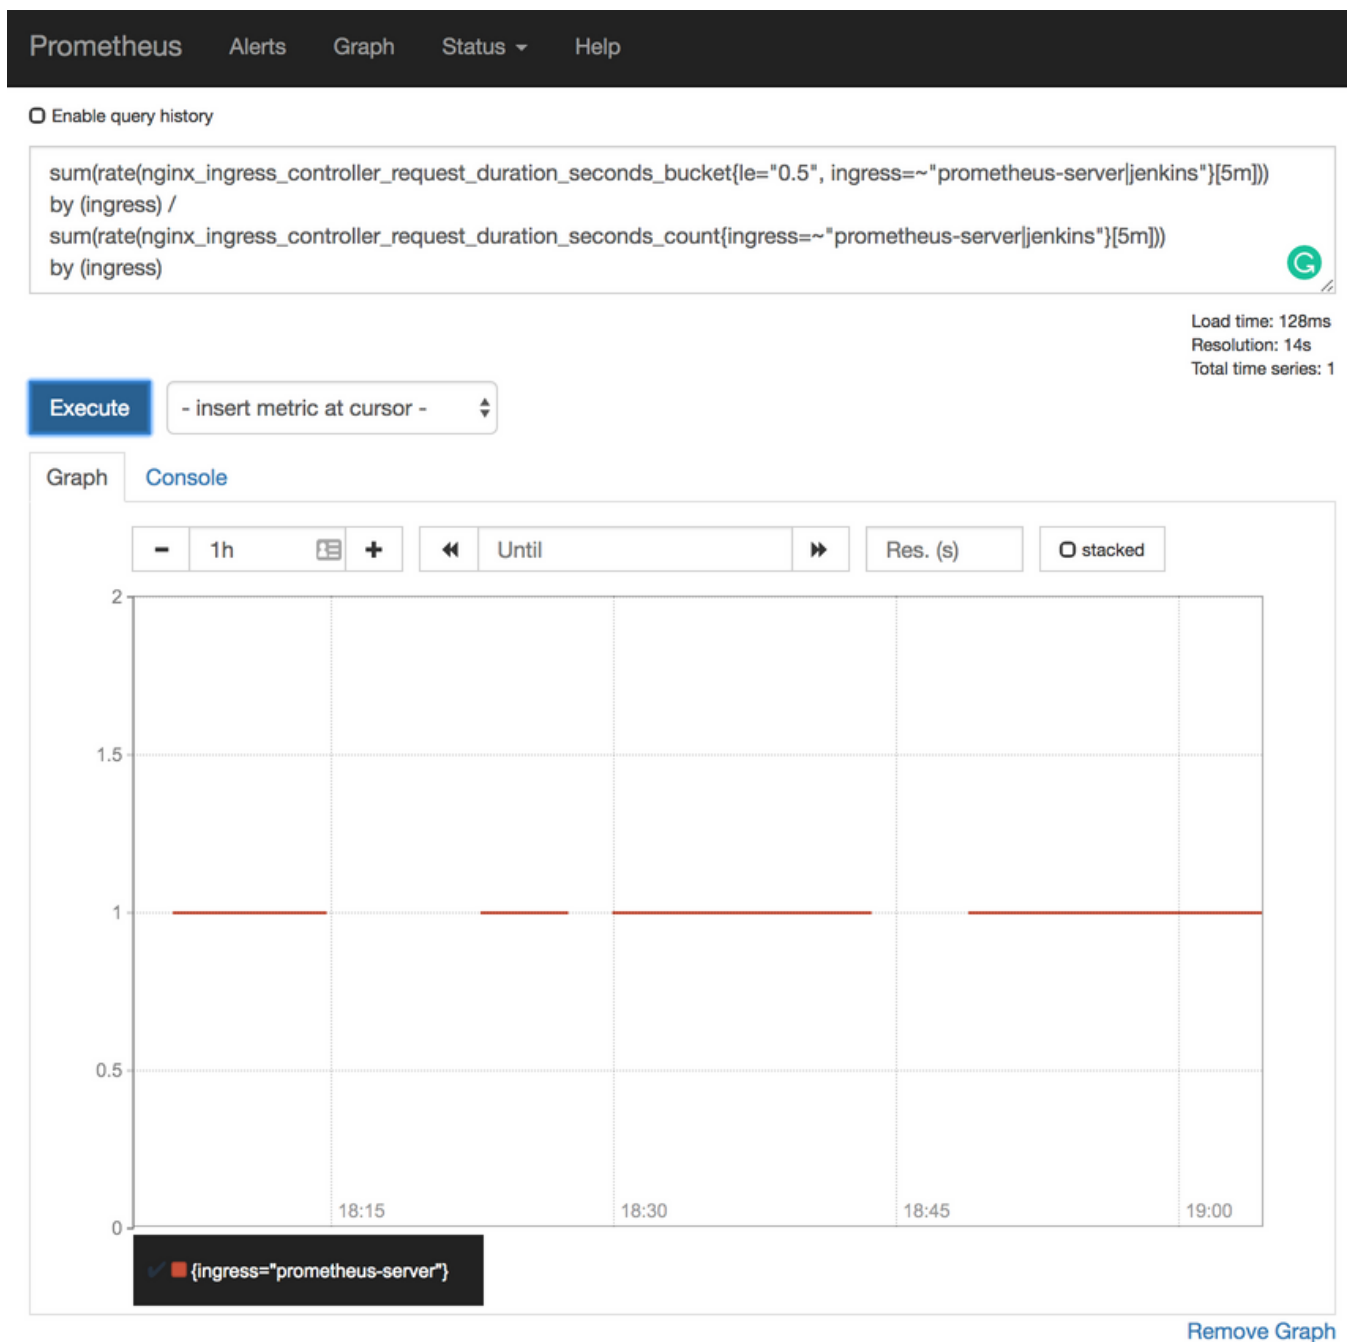 Prometheus Alerts Graph Status Help
Enable query history
sum(rate(nginx_ingress_controller_request_duration_seconds_bucket{le="0.5", ingress=~"prometheus-server|jenkins"}[5m]))
by (ingress) /
sum(rate(nginx_ingress_controller_request_duration_seconds_count{ingress=~"prometheus-server|jenkins"}[5m]))
by (ingress)
Load time: 128ms
Resolution: 14s
Total time series: 1
Execute - insert metric at cursor -
Graph Console
- 1h + Until Res. (s) stacked
2
1.5
1
0.5
0
18:15 18:30 18:45 19:00
{ingress="prometheus-server"}
Remove Graph